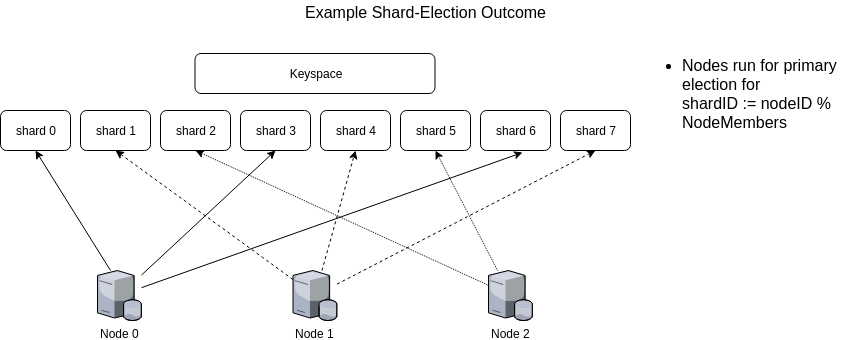 Example Shard-Election Outcome
Keyspace
shard 0
shard 1
shard 2
shard 3
shard 4
shard 5
shard 6
shard 7
Node 0
Node 1
Node 2
• Nodes run for primary
election for
shardID := nodeID %
NodeMembers